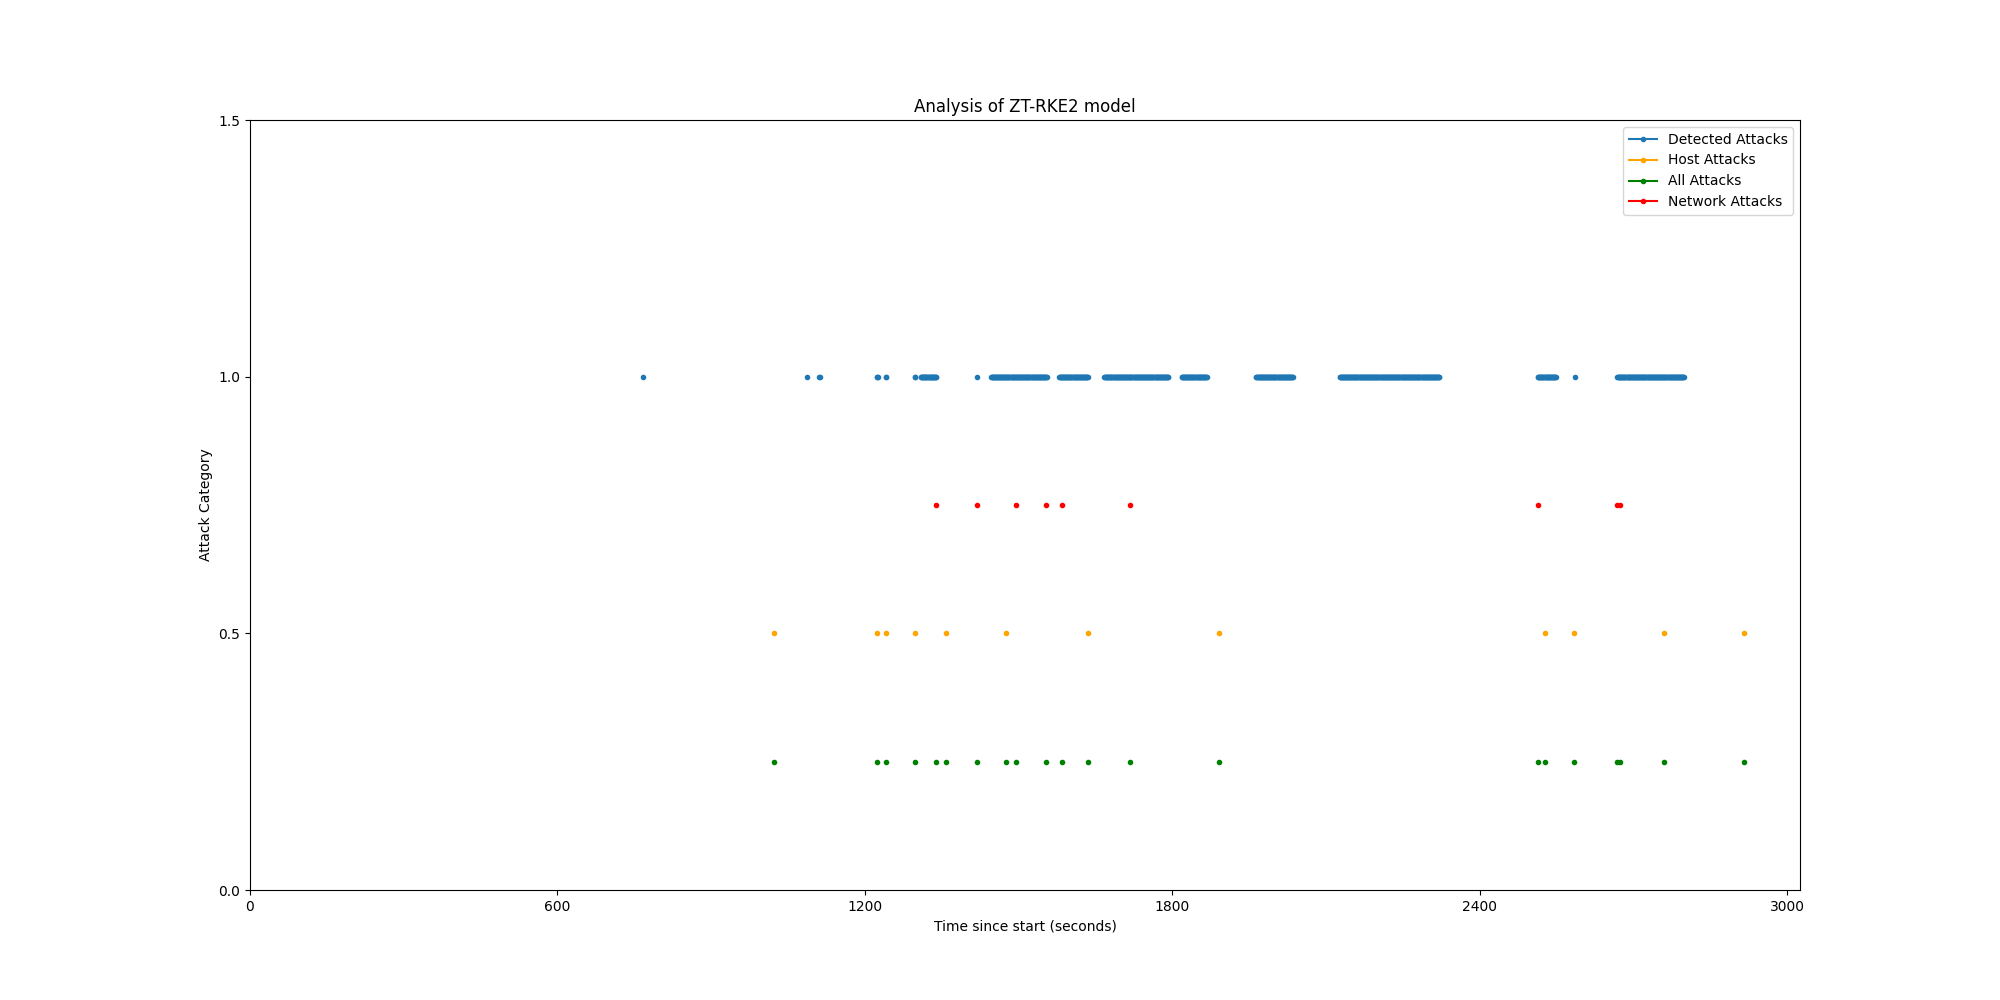 Analysis of ZT-RKE2 model
1.5
1.0
0.5
0.0
Attack Category
Detected Attacks
Host Attacks
All Attacks
Network Attacks
0 600 1200 1800 2400 3000
Time since start (seconds)